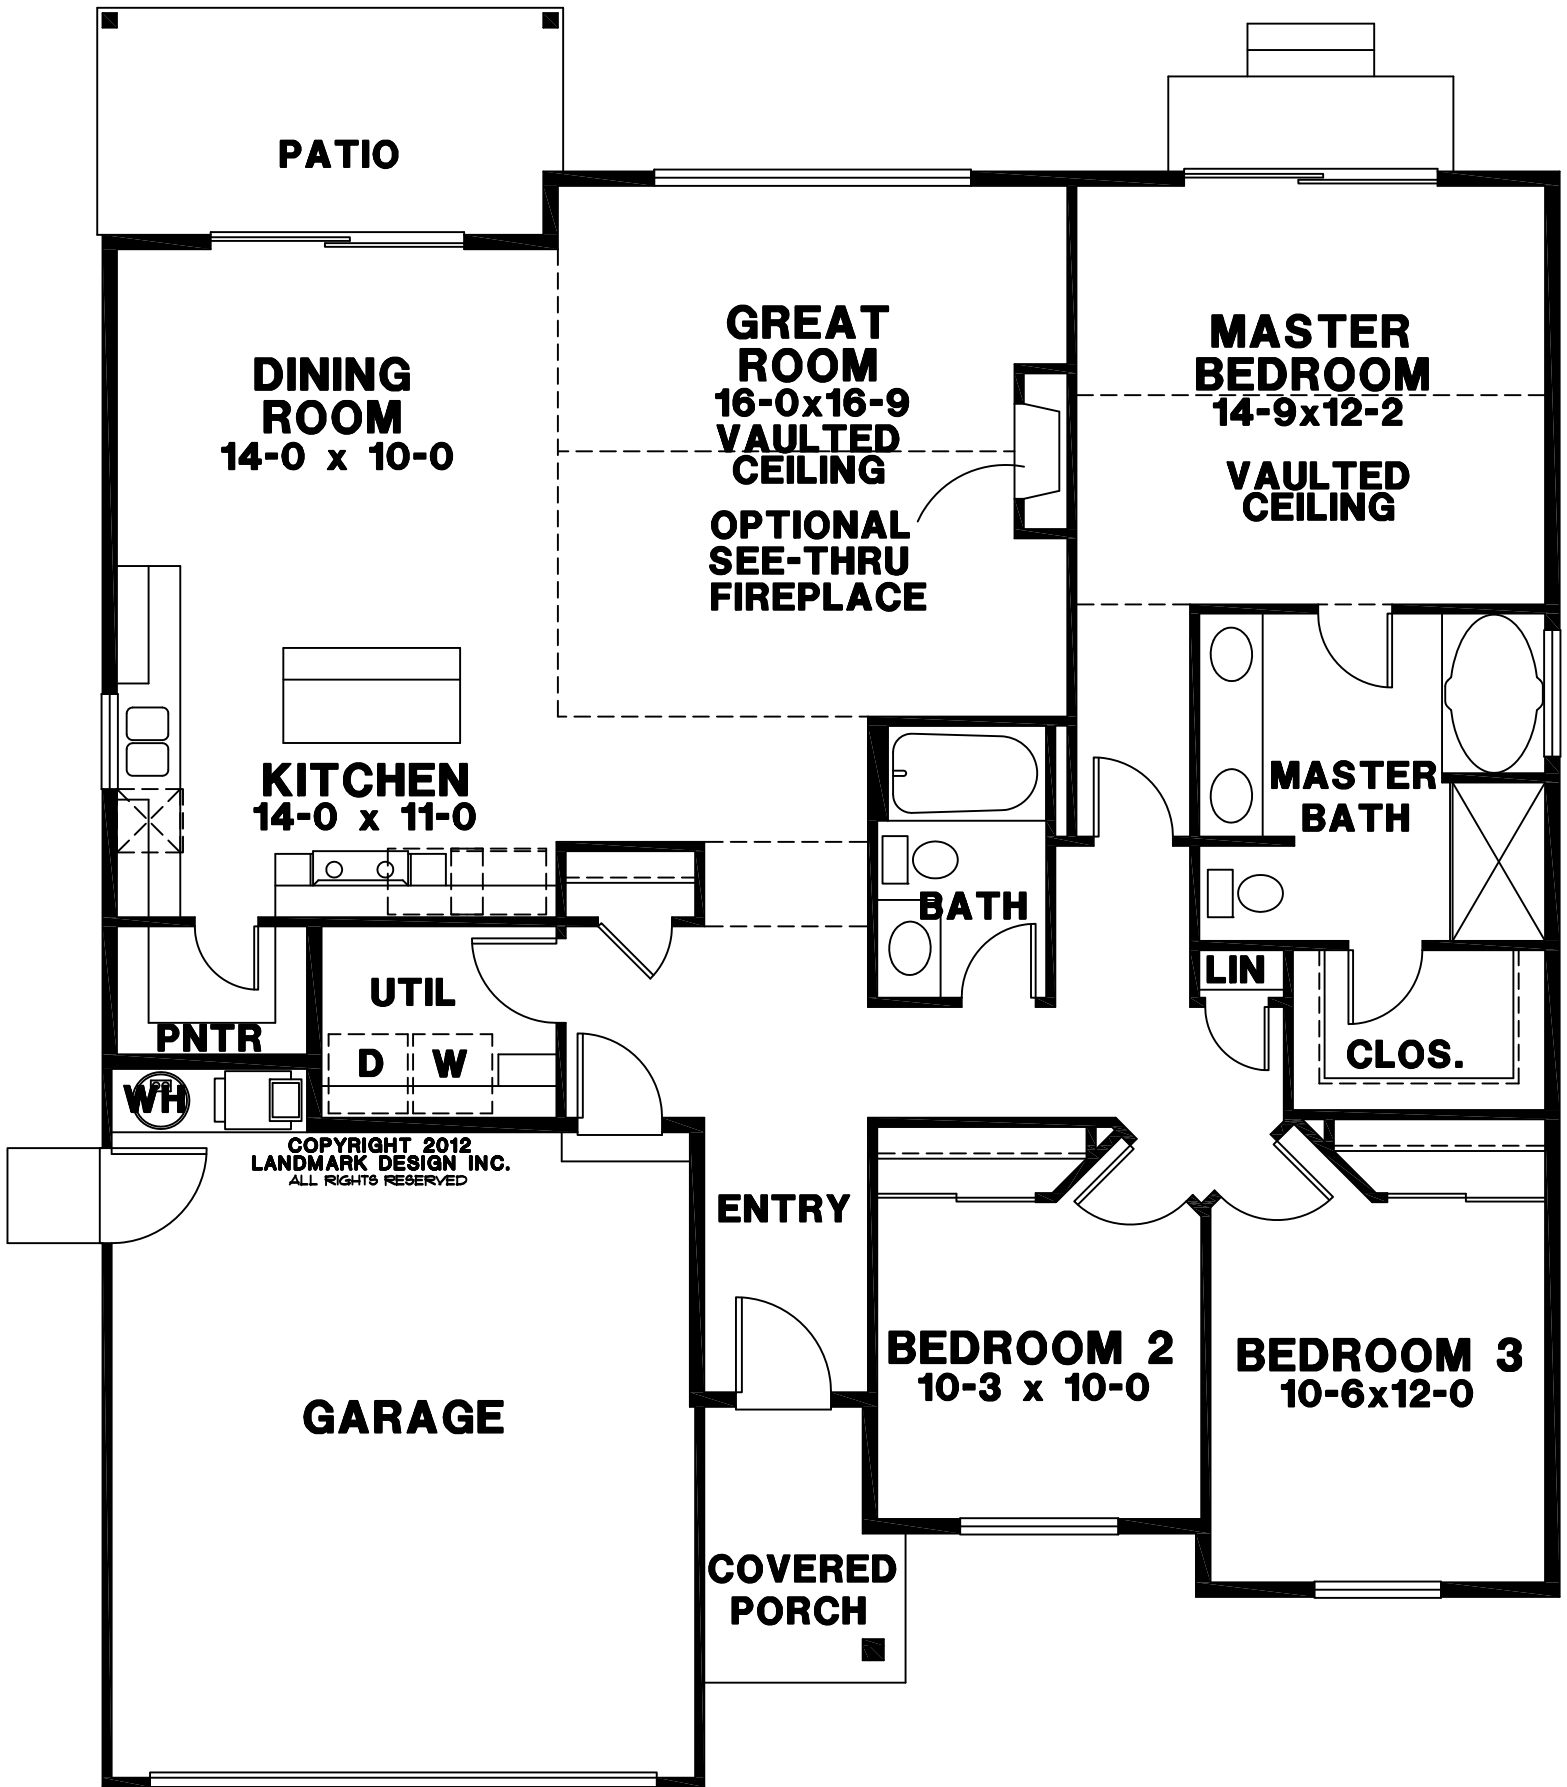 PATIO
DINING
ROOM
14-0 x 10-0
GREAT
ROOM
16-0x16-9
VAULTED
CEILING
OPTIONAL
SEE-THRU
FIREPLACE
MASTER
BEDROOM
14-9x12-2
VAULTED
CEILING
KITCHEN
14-0 x 11-0
MASTER
BATH
BATH
UTIL
LIN
PNTR
D
W
CLOS.
WH
COPYRIGHT 2012
LANDMARK DESIGN INC.
ALL RIGHTS RESERVED
ENTRY
BEDROOM 2
10-3 x 10-0
BEDROOM 3
10-6x12-0
GARAGE
COVERED
PORCH